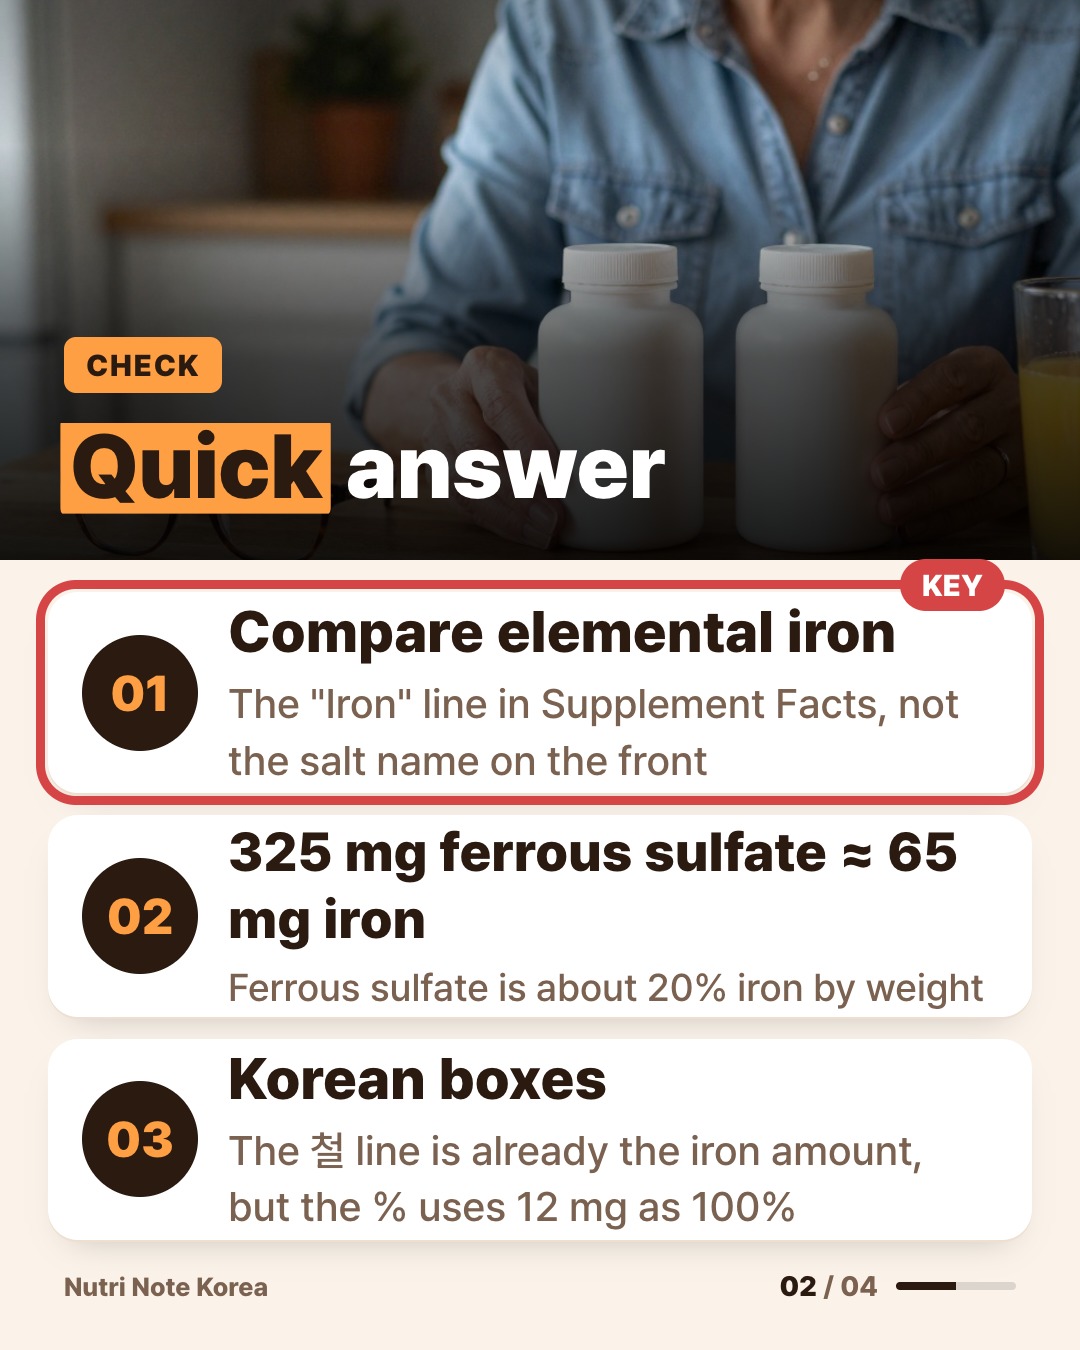 CHECK
Quick answer
KEY
01
Compare elemental iron
The "Iron" line in Supplement Facts, not
the salt name on the front
02
325 mg ferrous sulfate ≈ 65
mg iron
Ferrous sulfate is about 20% iron by weight
03
Korean boxes
The 철 line is already the iron amount,
but the % uses 12 mg as 100%
Nutri Note Korea
02 / 04